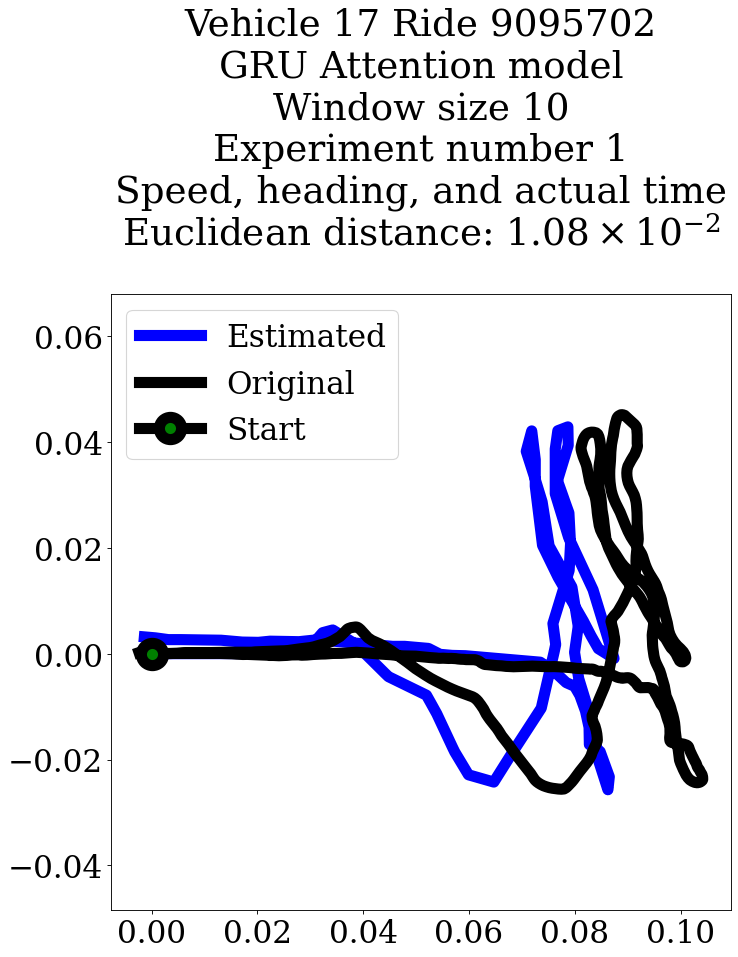 Vehicle 17 Ride 9095702
GRU Attention model
Window size 10
Experiment number 1
Speed, heading, and actual time
Euclidean distance: 1.08 × 10⁻²
Estimated
Original
Start
0.06
0.04
0.02
0.00
−0.02
−0.04
0.00 0.02 0.04 0.06 0.08 0.10